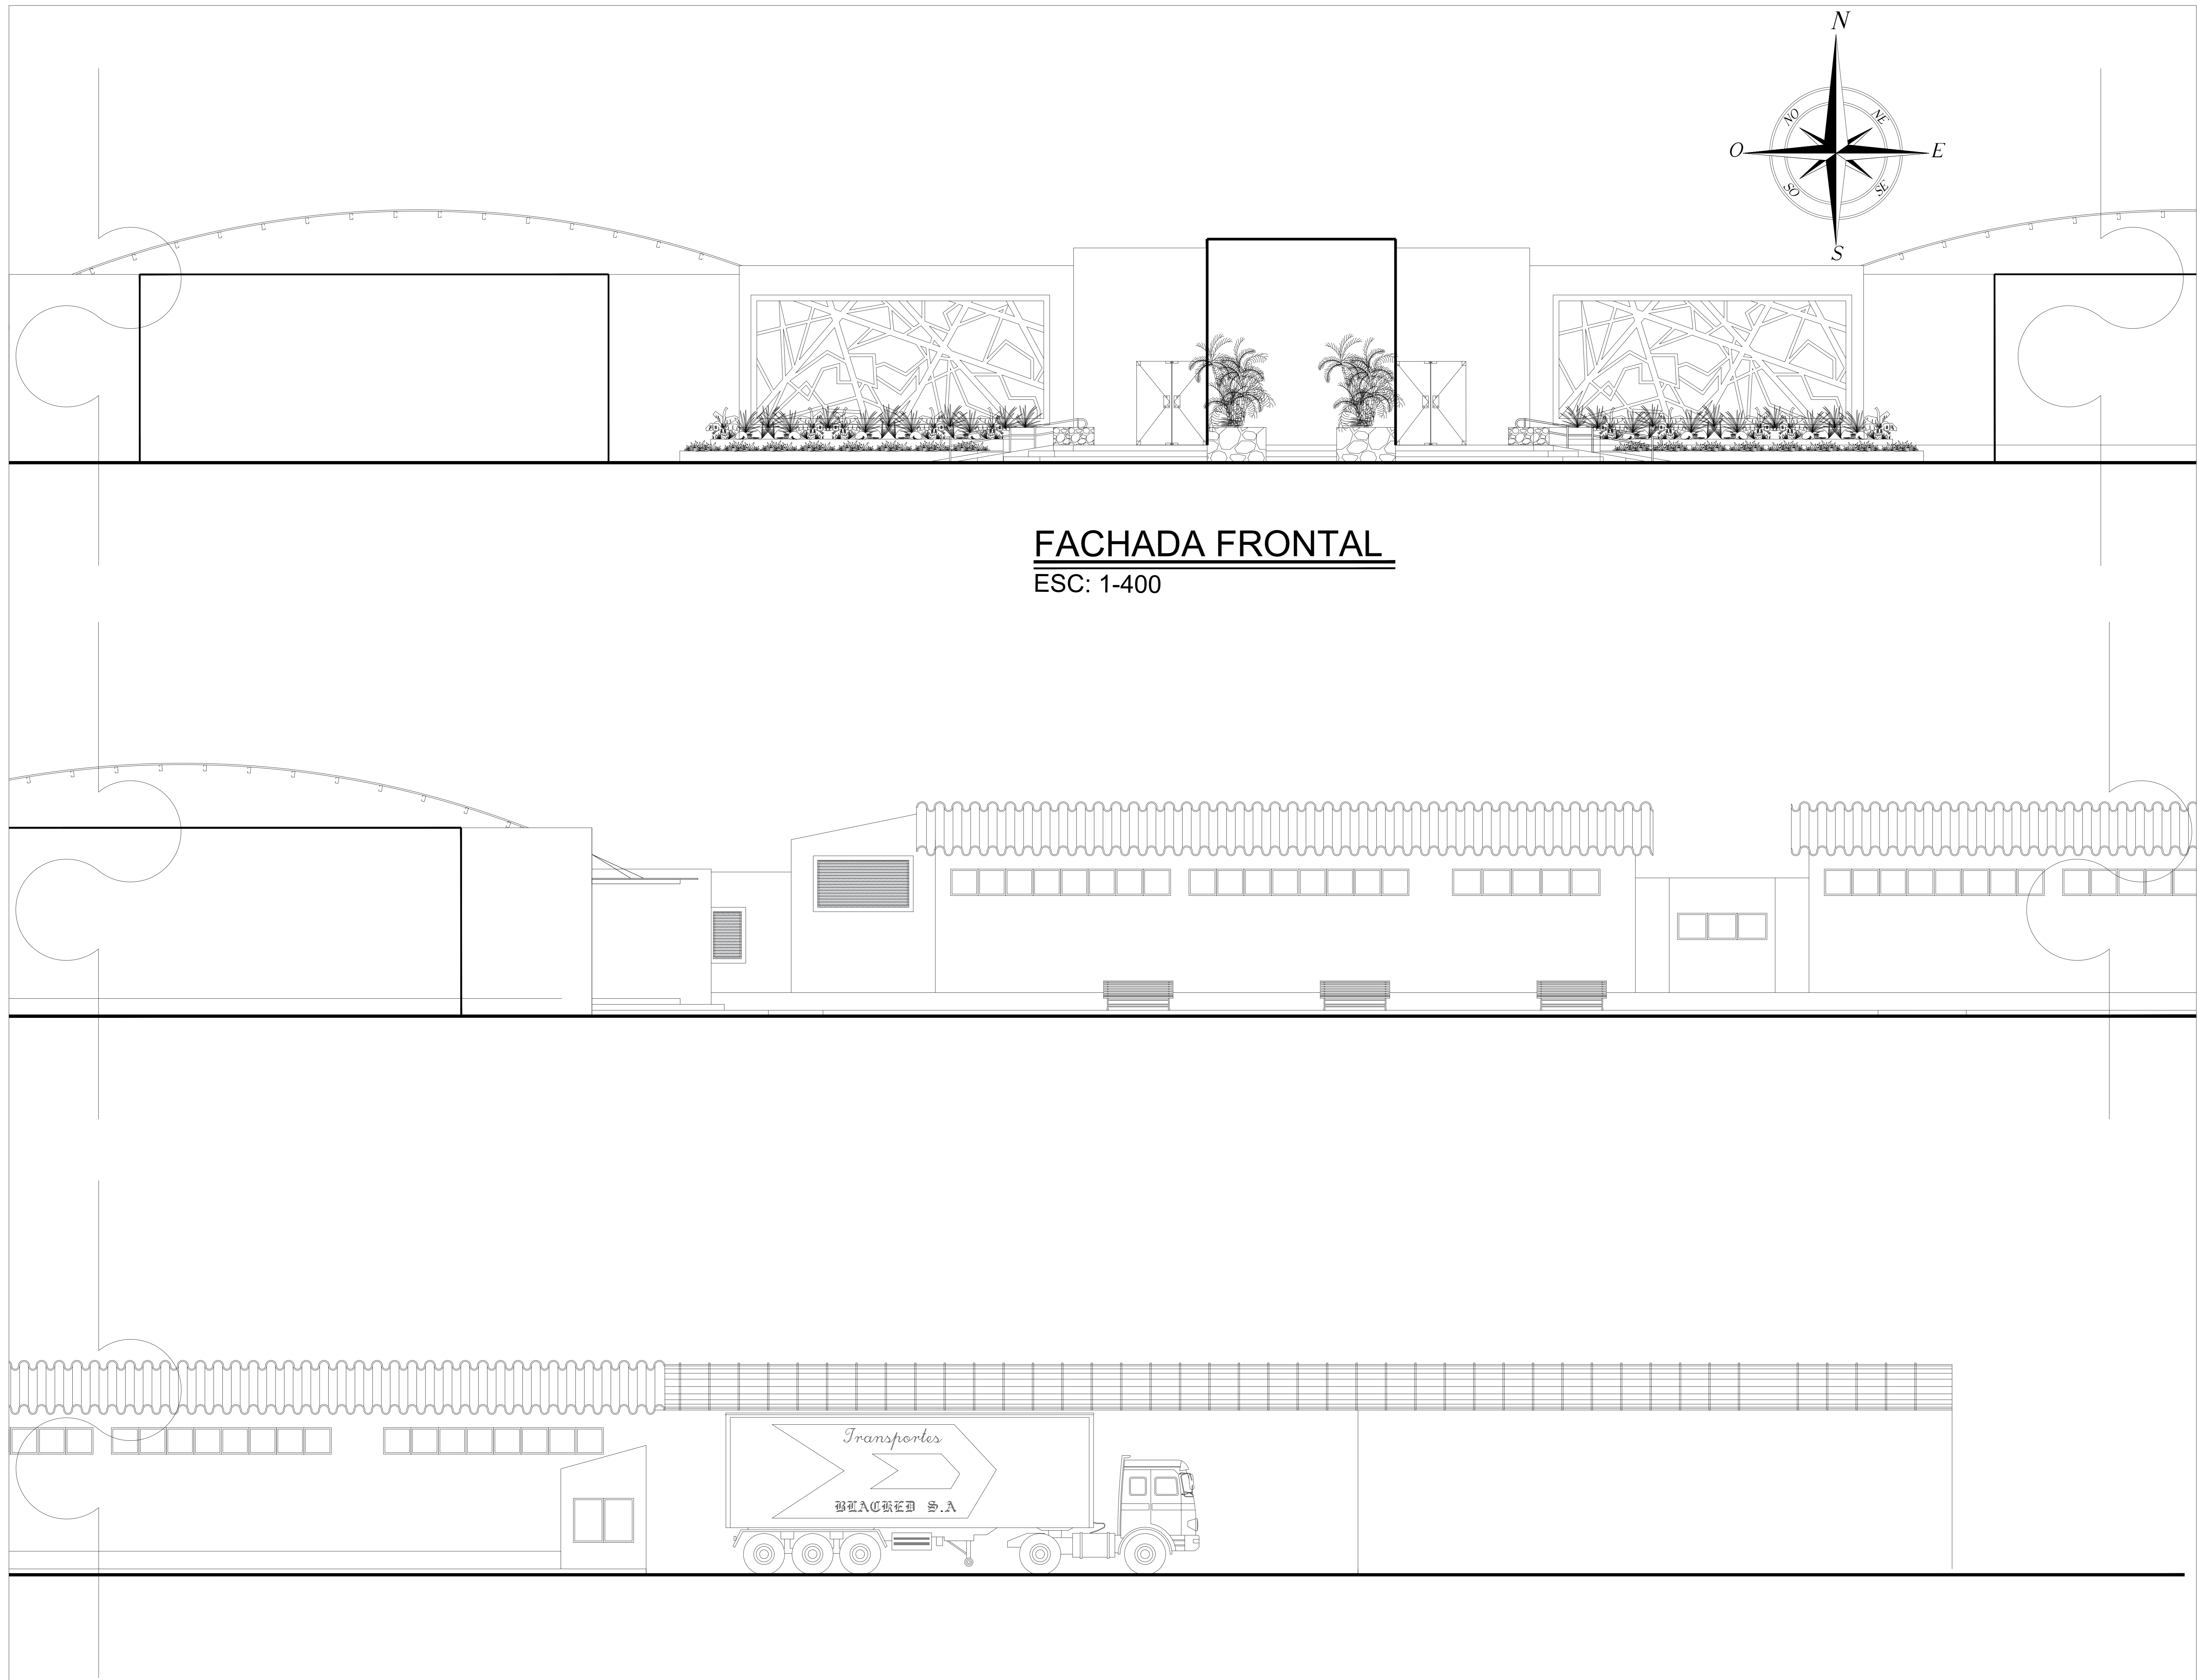 N
NO
NE
O
E
SO
SE
S
FACHADA FRONTAL
ESC: 1-400
Transportes
BLACKED S.A